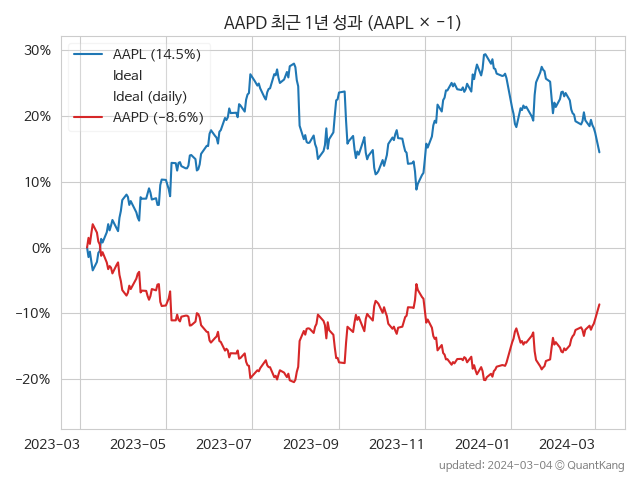 AAPD 최근 1년 성과 (AAPL × −1)
30%
20%
10%
0%
−10%
−20%
AAPL (14.5%)
Ideal
Ideal (daily)
AAPD (−8.6%)
2023-03
2023-05
2023-07
2023-09
2023-11
2024-01
2024-03
updated: 2024-03-04 © QuantKang